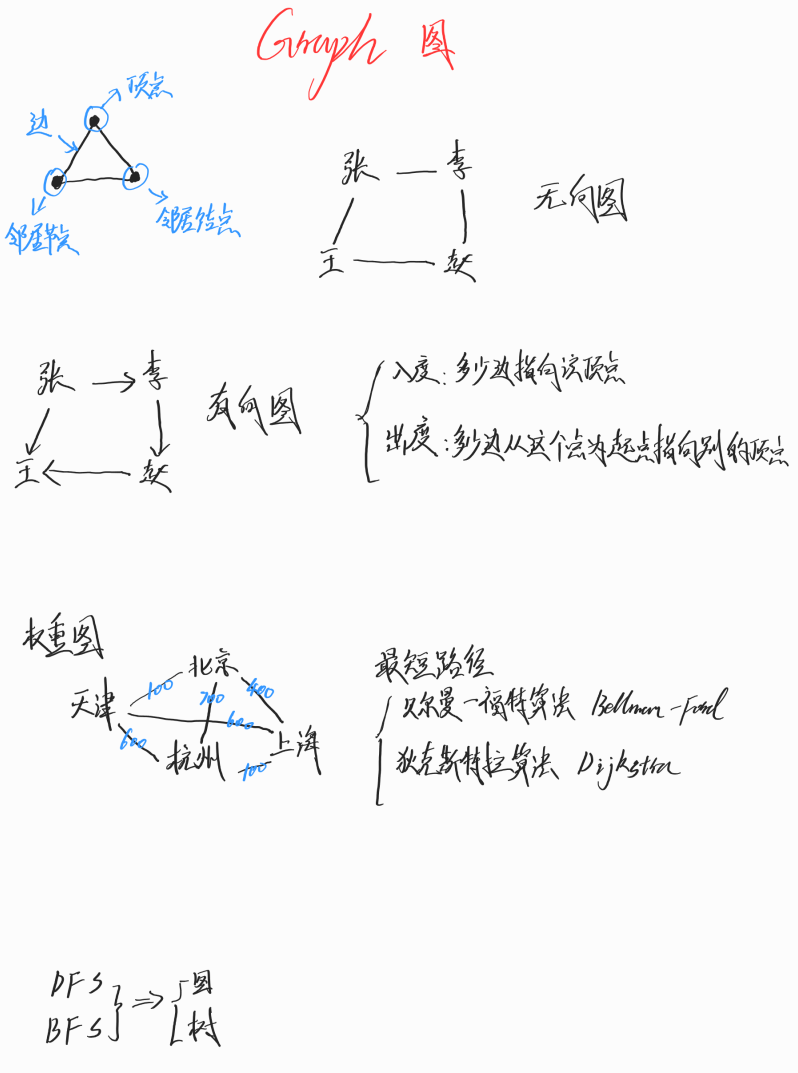 Graph 图
顶点
边
邻居结点
邻居结点
张 李
王 赵
无向图
张 李
王 赵
有向图
入度：多少边指向该顶点
出度：多少边从这个点为起点指向别的顶点
权重图
北京
天津
杭州
上海
100
700
400
600
600
100
最短路径
贝尔曼-福特算法 Bellman-Ford
狄克斯特拉算法 Dijkstra
DFS
BFS
=> 图
树